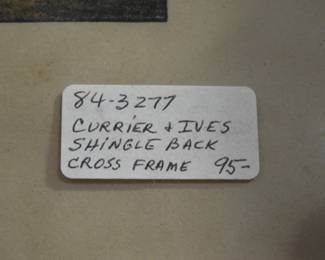 84-3277
CURRIER & IVES
SHINGLE BACK
CROSS FRAME 95-